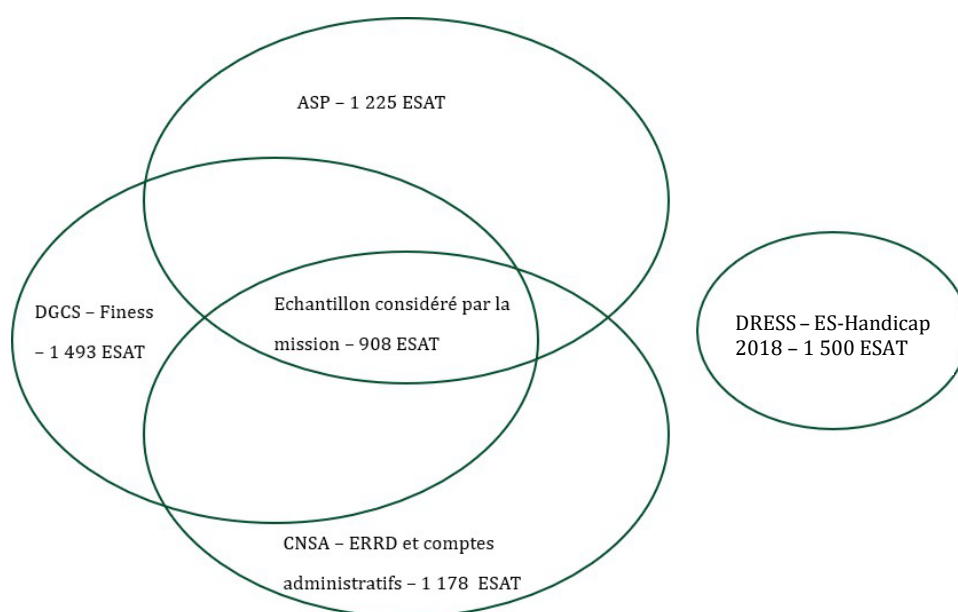 ASP – 1 225 ESAT
DGCS – Finess
– 1 493 ESAT
Echantillon considéré par la
mission – 908 ESAT
DRESS – ES-Handicap
2018 – 1 500 ESAT
CNSA – ERRD et comptes
administratifs – 1 178 ESAT